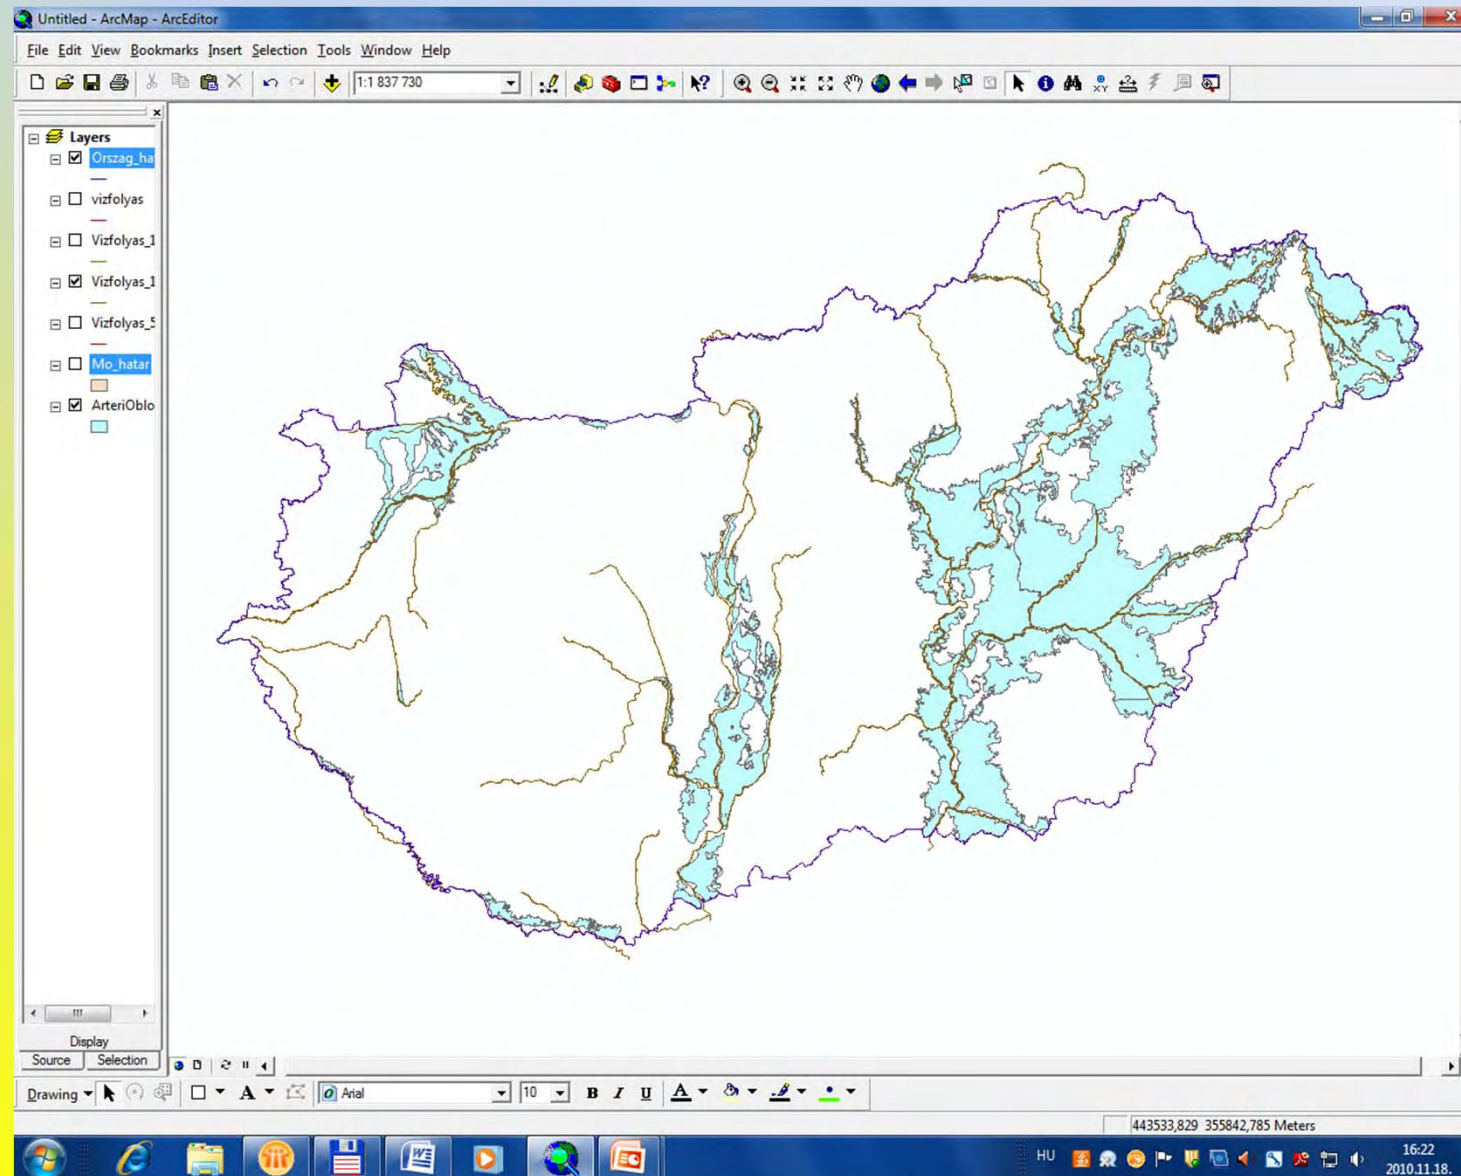 Untitled - ArcMap - ArcEditor
File Edit View Bookmarks Insert Selection Tools Window Help
1:1 837 730
Layers
Orszag_ha
vizfolyas
Vizfolyas_1
Vizfolyas_1
Vizfolyas_5
Mo_hatar
ArteriOblo
Display
Source Selection
Drawing A Arial 10 B I U A
443533,829 355842,785 Meters
HU 16:22
2010.11.18.